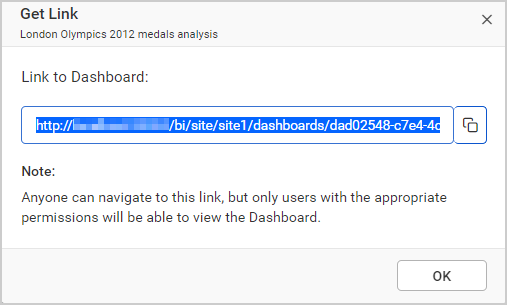 Get Link
London Olympics 2012 medals analysis
Link to Dashboard:
http:// /bi/site/site1/dashboards/dad02548-c7e4-4c
Note:
Anyone can navigate to this link, but only users with the appropriate
permissions will be able to view the Dashboard.
OK